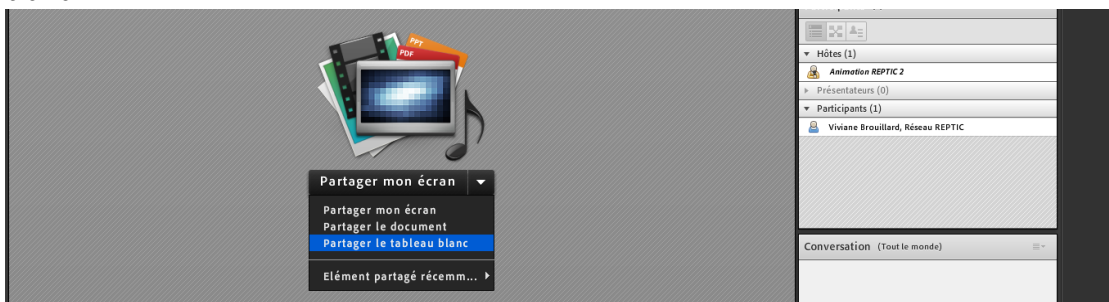 PPT
PDF
Partager mon écran
Partager mon écran
Partager le document
Partager le tableau blanc
Elément partagé récemm...
Hôtes (1)
Animation REPTIC 2
Présentateurs (0)
Participants (1)
Viviane Brouillard, Réseau REPTIC
Conversation (Tout le monde)